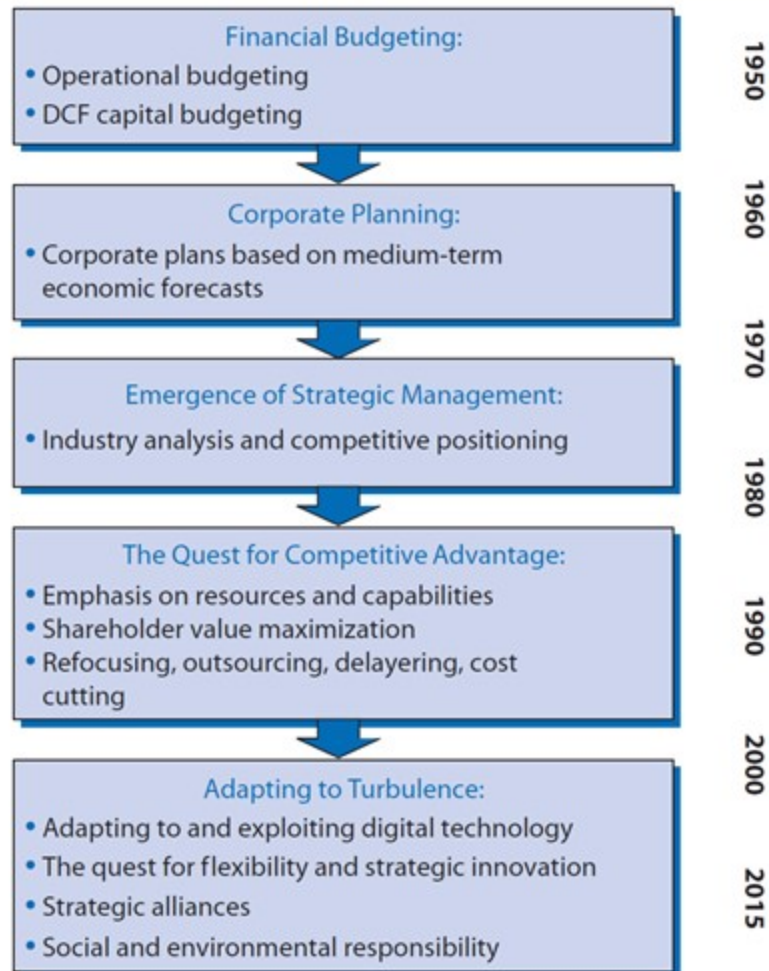 Financial Budgeting:
• Operational budgeting
• DCF capital budgeting
1950
Corporate Planning:
• Corporate plans based on medium-term
economic forecasts
1960
1970
Emergence of Strategic Management:
• Industry analysis and competitive positioning
1980
The Quest for Competitive Advantage:
• Emphasis on resources and capabilities
• Shareholder value maximization
• Refocusing, outsourcing, delayering, cost
cutting
1990
2000
Adapting to Turbulence:
• Adapting to and exploiting digital technology
• The quest for flexibility and strategic innovation
• Strategic alliances
• Social and environmental responsibility
2015